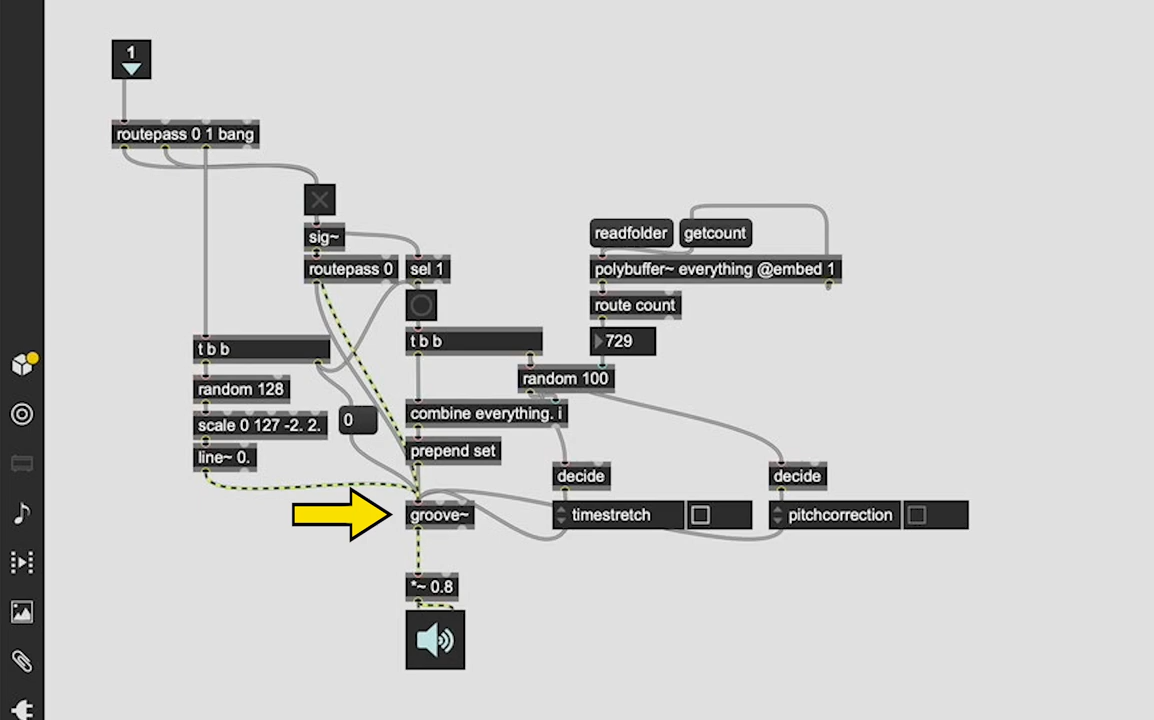 1
routepass 0 1 bang
sig~
readfolder
getcount
routepass 0
sel 1
polybuffer~ everything @embed 1
route count
t b b
t b b
729
random 128
random 100
scale 0 127 -2. 2.
0
combine everything. i
line~ 0.
prepend set
decide
decide
groove~
timestretch
pitchcorrection
*~ 0.8